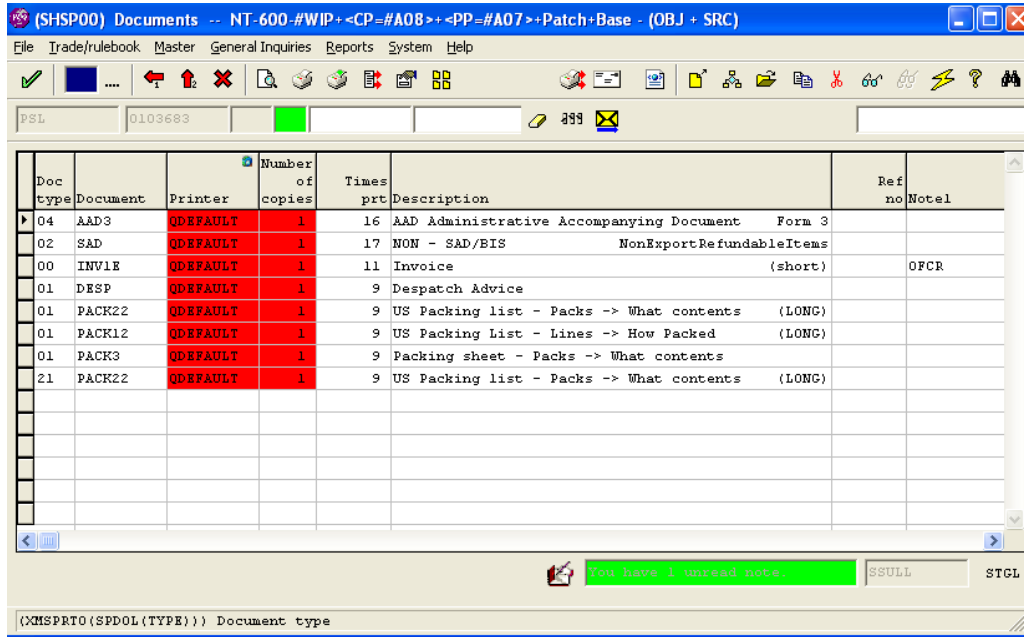 (SHSP00) Documents -- NT-600-#WIP+<CP=#A08>+<PP=#A07>+Patch+Base - (OBJ + SRC)
File Trade/rulebook Master General Inquiries Reports System Help
PSL 0103683
Doc type Document Printer Number of copies Times prt Description Ref no Note1
04 AAD3 QDEFAULT 1 16 AAD Administrative Accompanying Document Form 3
02 SAD QDEFAULT 1 17 NON - SAD/BIS NonExportRefundableItems
00 INV1E QDEFAULT 1 11 Invoice (short) OFCR
01 DESP QDEFAULT 1 9 Despatch Advice
01 PACK22 QDEFAULT 1 9 US Packing list - Packs -> What contents (LONG)
01 PACK12 QDEFAULT 1 9 US Packing List - Lines -> How Packed (LONG)
01 PACK3 QDEFAULT 1 9 Packing sheet - Packs -> What contents
21 PACK22 QDEFAULT 1 9 US Packing list - Packs -> What contents (LONG)
You have 1 unread note. SSULL STGL
(XMSPRTO(SPDOL(TYPE))) Document type